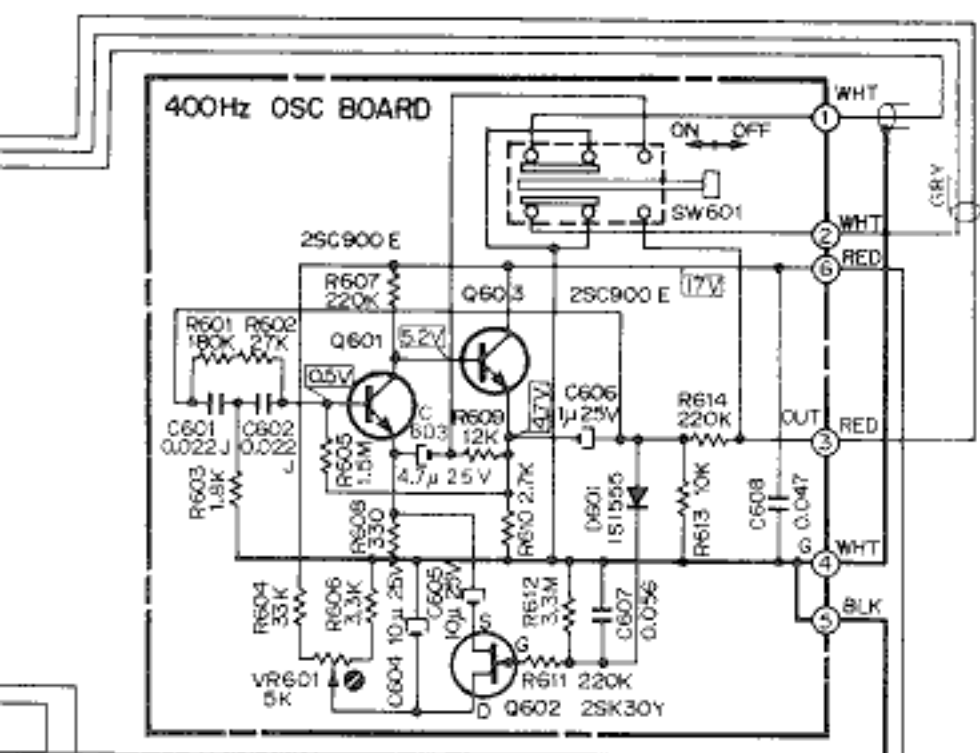 400Hz OSC BOARD
WHT
1
ON OFF
GRY
SW601
WHT
2
RED
6
2SC900E
R607
220K
Q603
2SC900E
17V
R601 R602
180K 27K
Q601
5.2V
0.5V
C601
0.022J
C602
0.022
J
C
603
4.7μ 25V
R609
12K
4.7V
C606
1μ 25V
R614
220K
OUT
3
RED
R603
1.8K
R605
1.5M
R608
330
R610 2.7K
D601
1S1555
R613 10K
C608
0.047
G
4
WHT
R604
33K
R606
3.3K
C604 10μ 25V
C605
10μ 25V
R612
3.3M
C607
0.056
5
BLK
S
G
VR601
5K
R611 220K
D Q602 2SK30Y